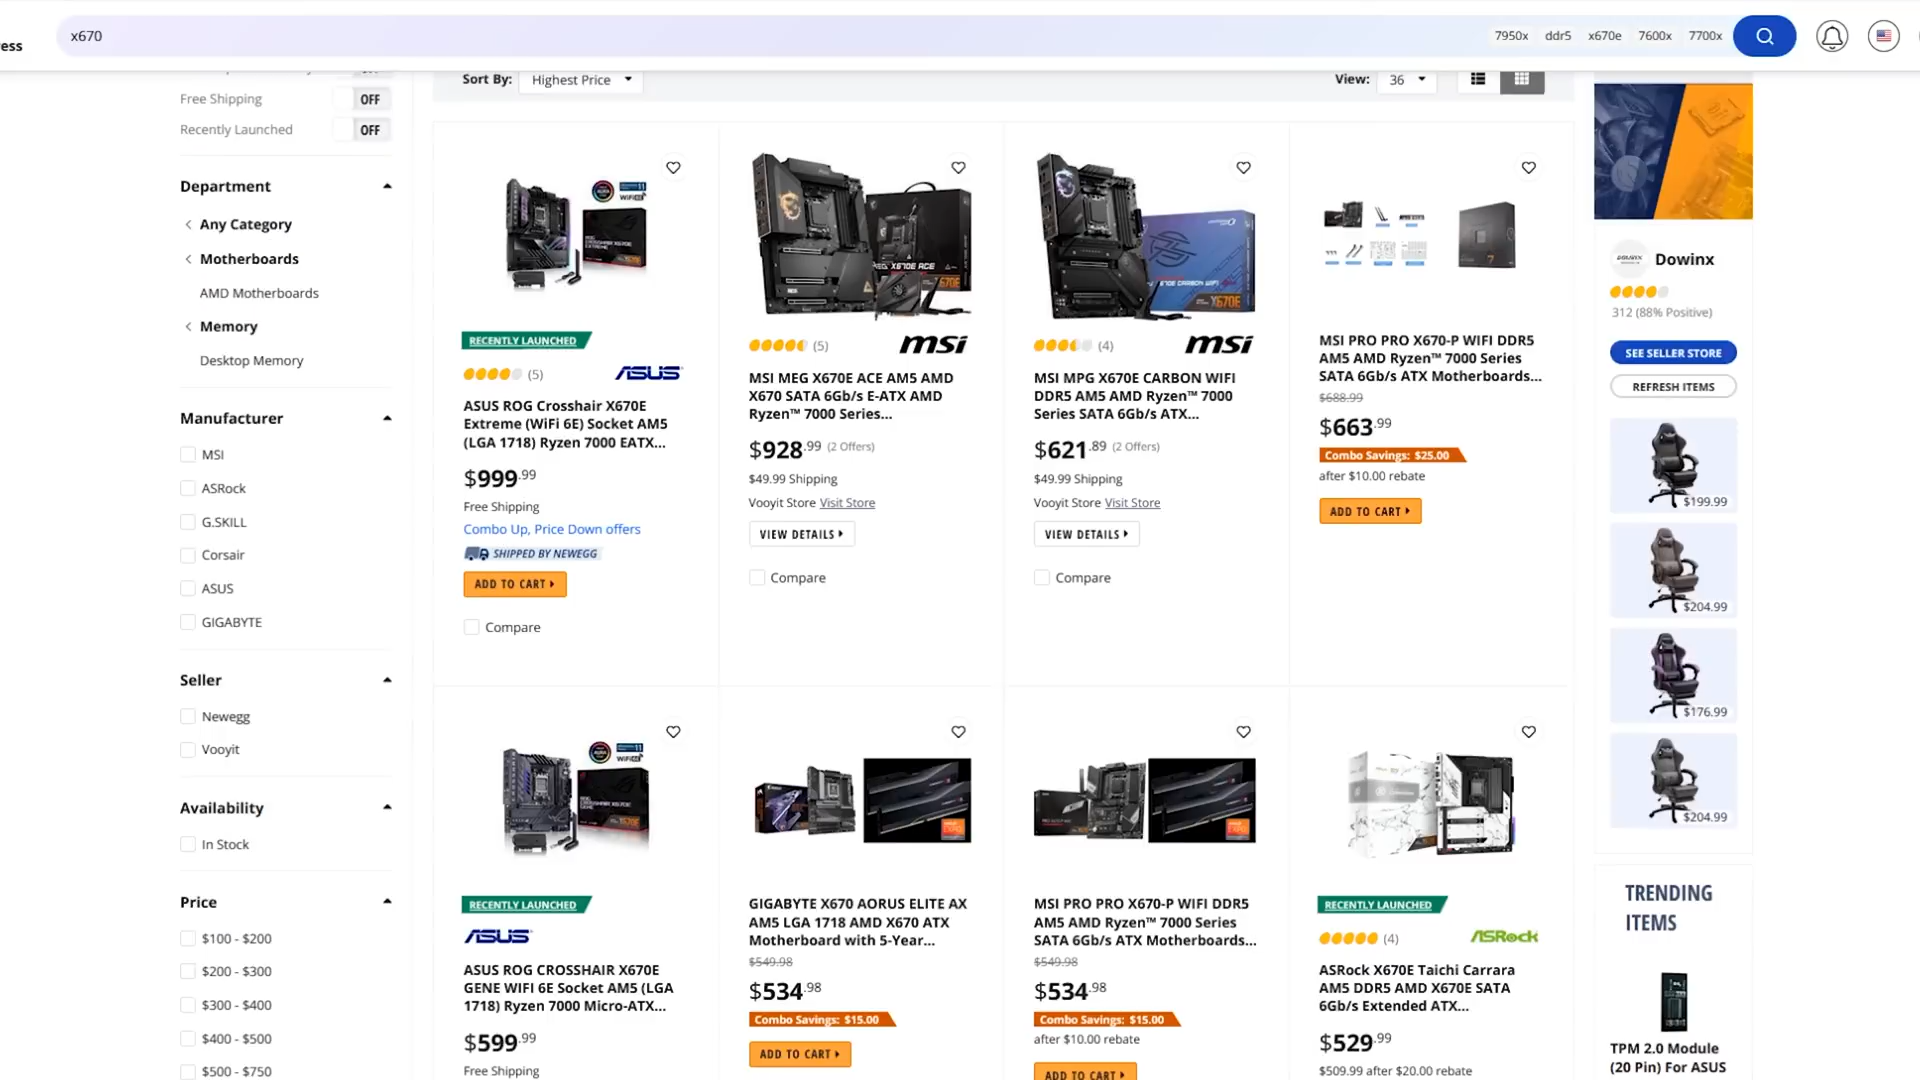 ess
x670
7950x
ddr5
x670e
7600x
7700x
Sort By:
Highest Price
View:
36
Free Shipping
OFF
Recently Launched
OFF
Department
Any Category
Motherboards
AMD Motherboards
Memory
Desktop Memory
Manufacturer
MSI
ASRock
G.SKILL
Corsair
ASUS
GIGABYTE
Seller
Newegg
Vooyit
Availability
In Stock
Price
$100 - $200
$200 - $300
$300 - $400
$400 - $500
$500 - $750
RECENTLY LAUNCHED
(5)
ASUS
ASUS ROG Crosshair X670E
Extreme (WiFi 6E) Socket AM5
(LGA 1718) Ryzen 7000 EATX...
$999.99
Free Shipping
Combo Up, Price Down offers
SHIPPED BY NEWEGG
ADD TO CART
Compare
(5)
msi
MSI MEG X670E ACE AM5 AMD
X670 SATA 6Gb/s E-ATX AMD
Ryzen™ 7000 Series...
$928.99 (2 Offers)
$49.99 Shipping
Vooyit Store Visit Store
VIEW DETAILS
Compare
(4)
msi
MSI MPG X670E CARBON WIFI
DDR5 AM5 AMD Ryzen™ 7000
Series SATA 6Gb/s ATX...
$621.89 (2 Offers)
$49.99 Shipping
Vooyit Store Visit Store
VIEW DETAILS
Compare
MSI PRO PRO X670-P WIFI DDR5
AM5 AMD Ryzen™ 7000 Series
SATA 6Gb/s ATX Motherboards...
$688.99
$663.99
Combo Savings: $25.00
after $10.00 rebate
ADD TO CART
RECENTLY LAUNCHED
ASUS
ASUS ROG CROSSHAIR X670E
GENE WIFI 6E Socket AM5 (LGA
1718) Ryzen 7000 Micro-ATX...
$599.99
Free Shipping
GIGABYTE X670 AORUS ELITE AX
AM5 LGA 1718 AMD X670 ATX
Motherboard with 5-Year...
$549.98
$534.98
Combo Savings: $15.00
ADD TO CART
MSI PRO PRO X670-P WIFI DDR5
AM5 AMD Ryzen™ 7000 Series
SATA 6Gb/s ATX Motherboards...
$549.98
$534.98
Combo Savings: $15.00
after $10.00 rebate
ADD TO CART
RECENTLY LAUNCHED
(4)
ASRock
ASRock X670E Taichi Carrara
AM5 DDR5 AMD X670E SATA
6Gb/s Extended ATX...
$529.99
$509.99 after $20.00 rebate
Dowinx
312 (88% Positive)
SEE SELLER STORE
REFRESH ITEMS
$199.99
$204.99
$176.99
$204.99
TRENDING
ITEMS
TPM 2.0 Module
(20 Pin) For ASUS